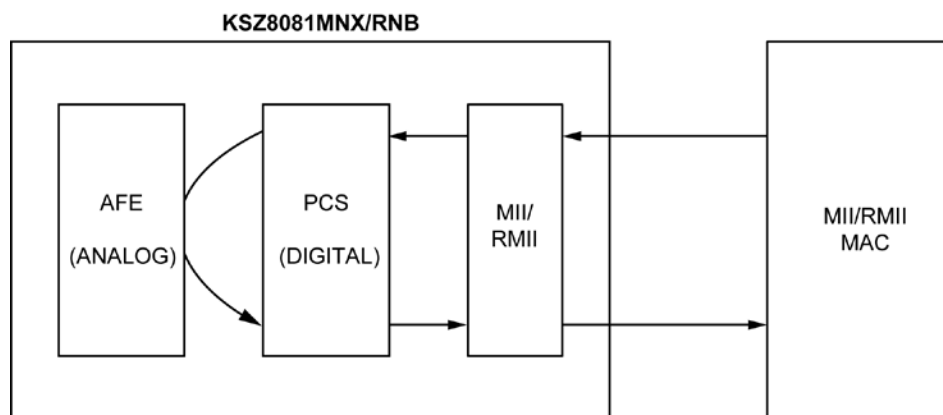 KSZ8081MNX/RNB
AFE
(ANALOG)
PCS
(DIGITAL)
MII/
RMII
MII/RMII
MAC